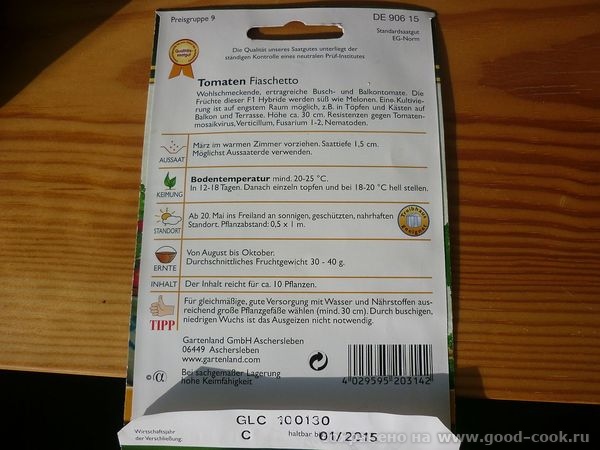 Preisgruppe 9
DE 906 15
Standardsaatgut
EG-Norm
Die Qualität unseres Saatgutes unterliegt der
ständigen Kontrolle eines neutralen Prüf-Institutes
Tomaten Fiaschetto
Wohlschmeckende, ertragreiche Busch- und Balkontomate. Die
Früchte dieser F1 Hybride werden süß wie Melonen. Eine Kultivie-
rung ist auf engstem Raum möglich, z.B. in Töpfen und Kästen auf
Balkon und Terrasse. Höhe ca. 30 cm. Resistenzen gegen Tomaten-
mosaikvirus, Verticillum, Fusarium 1-2, Nematoden.
AUSSAAT
März im warmen Zimmer vorziehen. Saattiefe 1,5 cm.
Möglichst Aussaaterde verwenden.
KEIMUNG
Bodentemperatur mind. 20-25 °C.
In 12-18 Tagen. Danach einzeln topfen und bei 18-20 °C hell stellen.
STANDORT
Ab 20. Mai ins Freiland an sonnigen, geschützten, nahrhaften
Standort. Pflanzabstand: 0,5 x 1 m.
ERNTE
Von August bis Oktober.
Durchschnittliches Fruchtgewicht 30 - 40 g.
INHALT
Der Inhalt reicht für ca. 10 Pflanzen.
TIPP
Für gleichmäßige, gute Versorgung mit Wasser und Nährstoffen aus-
reichend große Pflanzgefäße wählen (mind. 30 cm). Durch buschigen,
niedrigen Wuchs ist das Ausgeizen nicht notwendig.
Gartenland GmbH Aschersleben
06449 Aschersleben
www.gartenland.com
Bei sachgemäßer Lagerung
hohe Keimfähigkeit
4 029595 203142
GLC 100130
Wirtschaftsjahr
der Verschließung:
C
haltbar
01/2015
на www.good-cook.ru